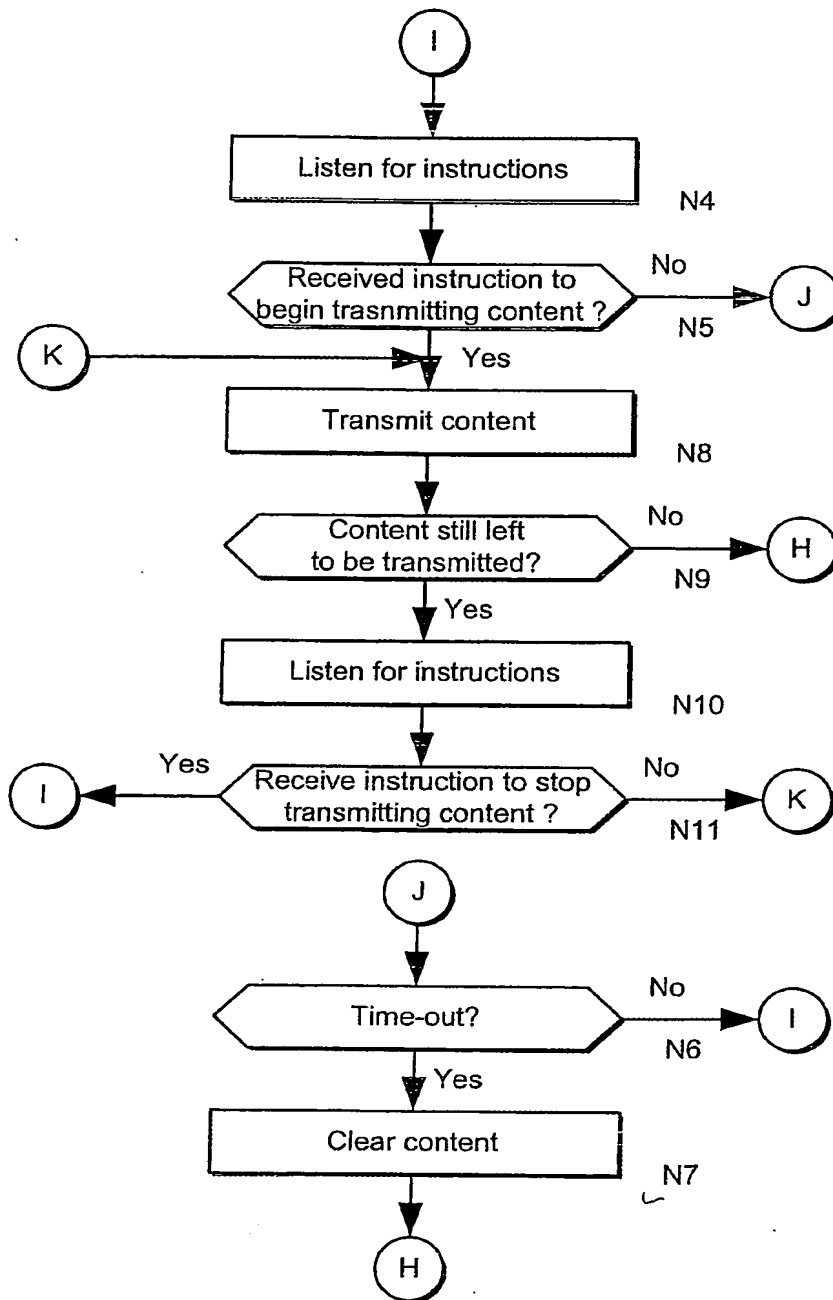 I
Listen for instructions
N4
Received instruction to
begin trasnmitting content ?
No
N5
J
K
Yes
Transmit content
N8
Content still left
to be transmitted?
No
N9
H
Yes
Listen for instructions
N10
Yes
I
Receive instruction to stop
transmitting content ?
No
N11
K
J
Time-out?
No
N6
I
Yes
Clear content
N7
H